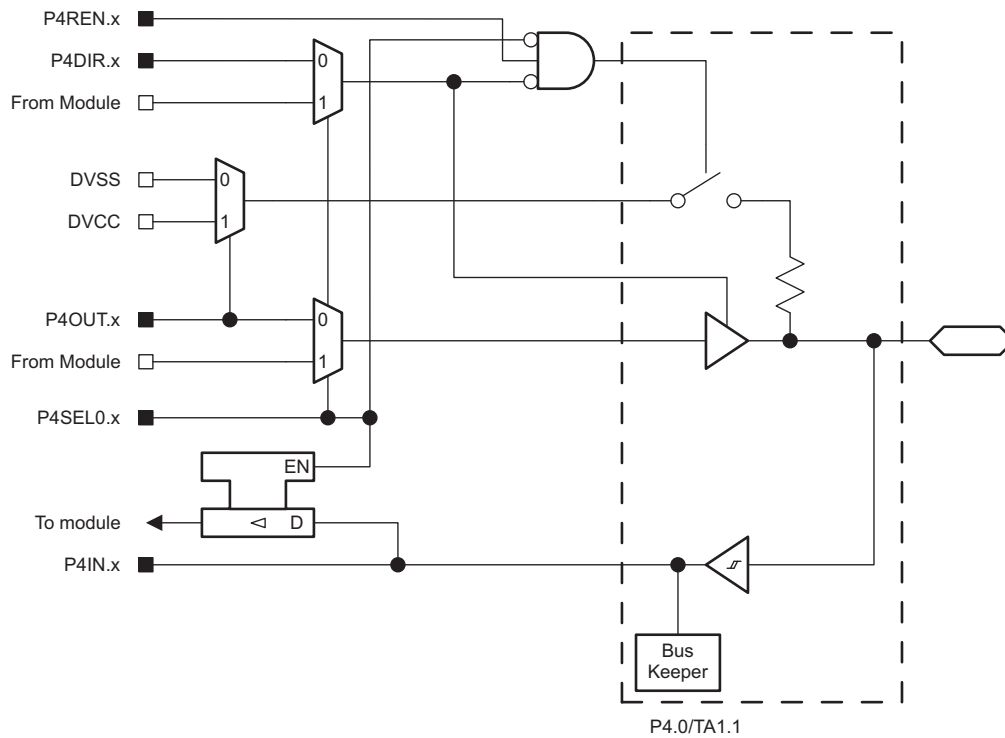 P4REN.x
P4DIR.x
0
From Module
1
DVSS
0
DVCC
1
P4OUT.x
0
From Module
1
P4SEL0.x
EN
To module
D
P4IN.x
Bus
Keeper
P4.0/TA1.1